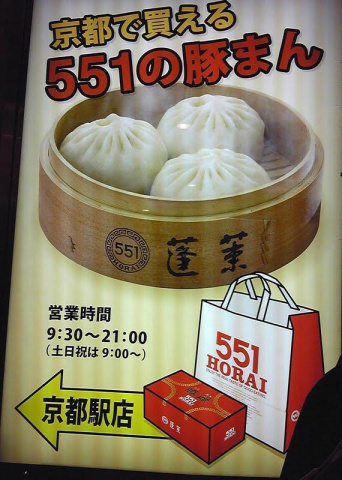 京都で買える
551の豚まん
551
HORAI
蓬莱
営業時間
9:30～21:00
(土日祝は 9:00～)
京都駅店
551
HORAI
551
HORAI
蓬莱